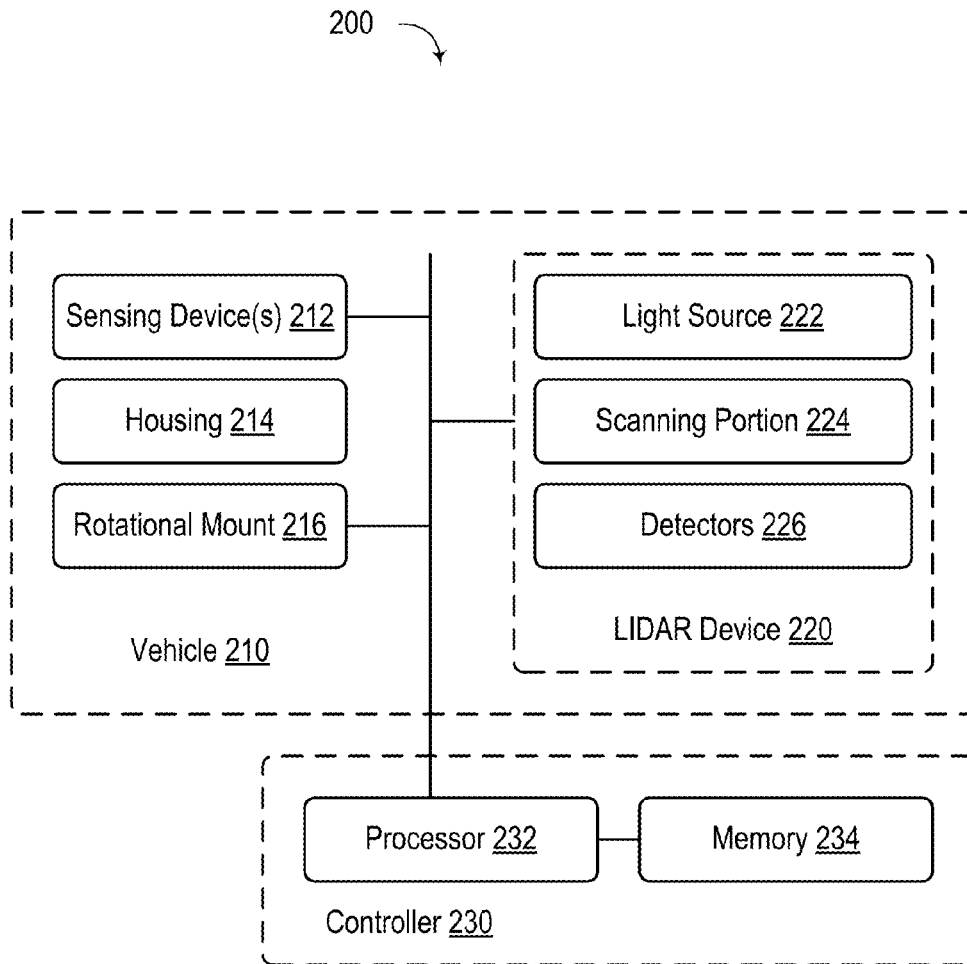 200
Sensing Device(s) 212
Housing 214
Rotational Mount 216
Vehicle 210
Light Source 222
Scanning Portion 224
Detectors 226
LIDAR Device 220
Processor 232
Memory 234
Controller 230